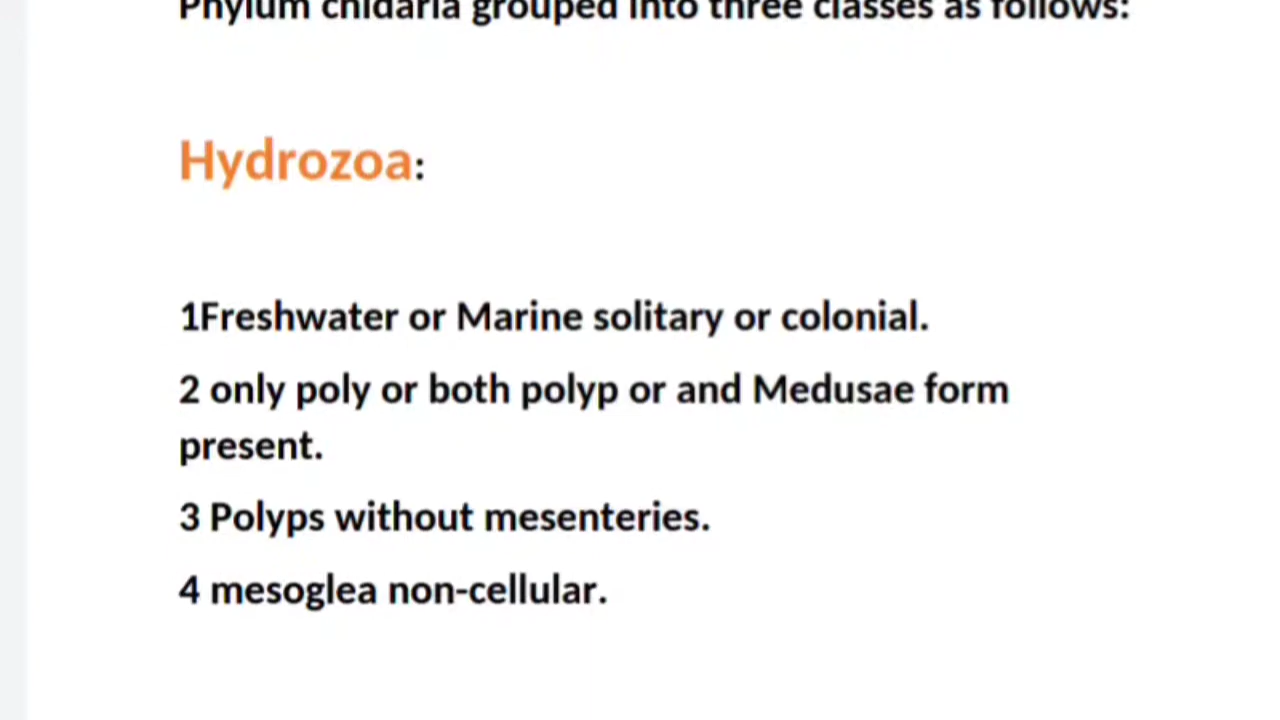 Phylum chidaria grouped into three classes as follows:
Hydrozoa:
1Freshwater or Marine solitary or colonial.
2 only poly or both polyp or and Medusae form
present.
3 Polyps without mesenteries.
4 mesoglea non-cellular.